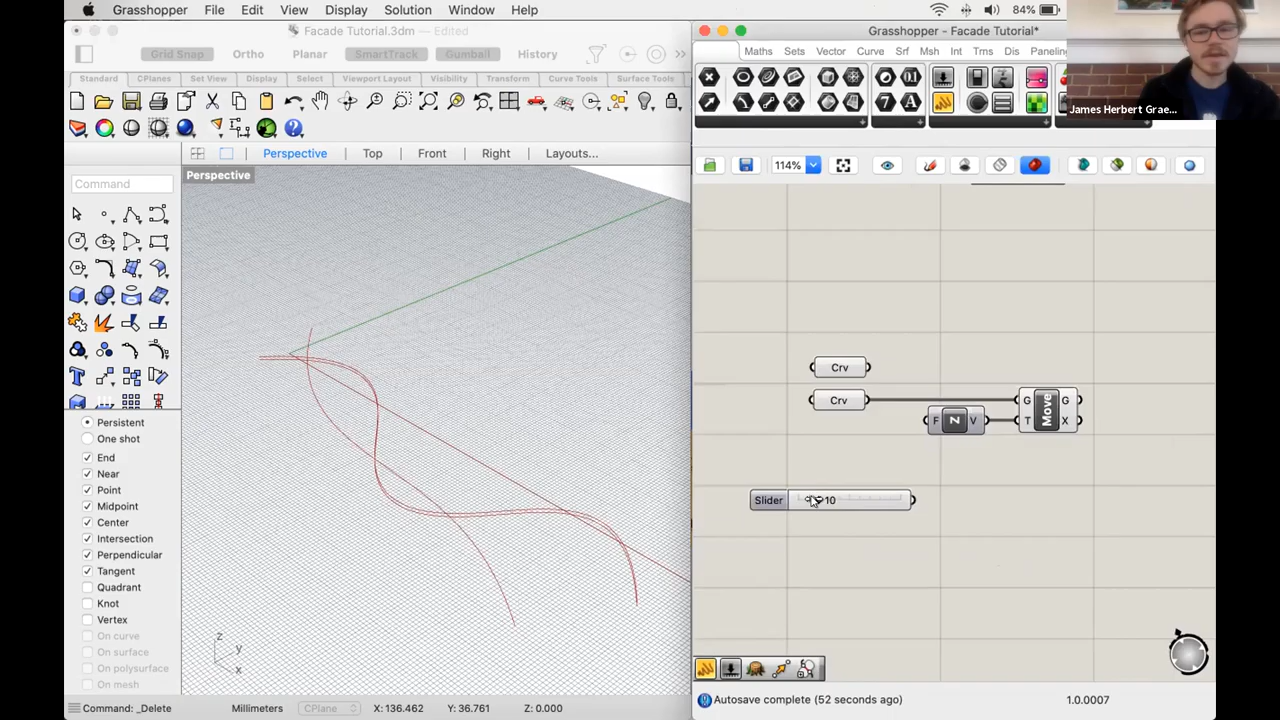 Grasshopper File Edit View Display Solution Window Help 84%
Facade Tutorial.3dm — Edited
Grid Snap Ortho Planar SmartTrack Gumball History
Standard CPlanes Set View Display Select Viewport Layout Visibility Transform Curve Tools Surface Tools
Perspective Top Front Right Layouts...
Perspective
Command
Persistent
One shot
End
Near
Point
Midpoint
Center
Intersection
Perpendicular
Tangent
Quadrant
Knot
Vertex
On curve
On surface
On polysurface
On mesh
z
y
x
Command: _Delete Millimeters CPlane X: 136.462 Y: 36.761 Z: 0.000
Grasshopper - Facade Tutorial*
Maths Sets Vector Curve Srf Msh Int Trns Dis Paneling
James Herbert Grae...
114%
Crv
Crv
G Move G
F Z V T X
Slider 10
Autosave complete (52 seconds ago) 1.0.0007